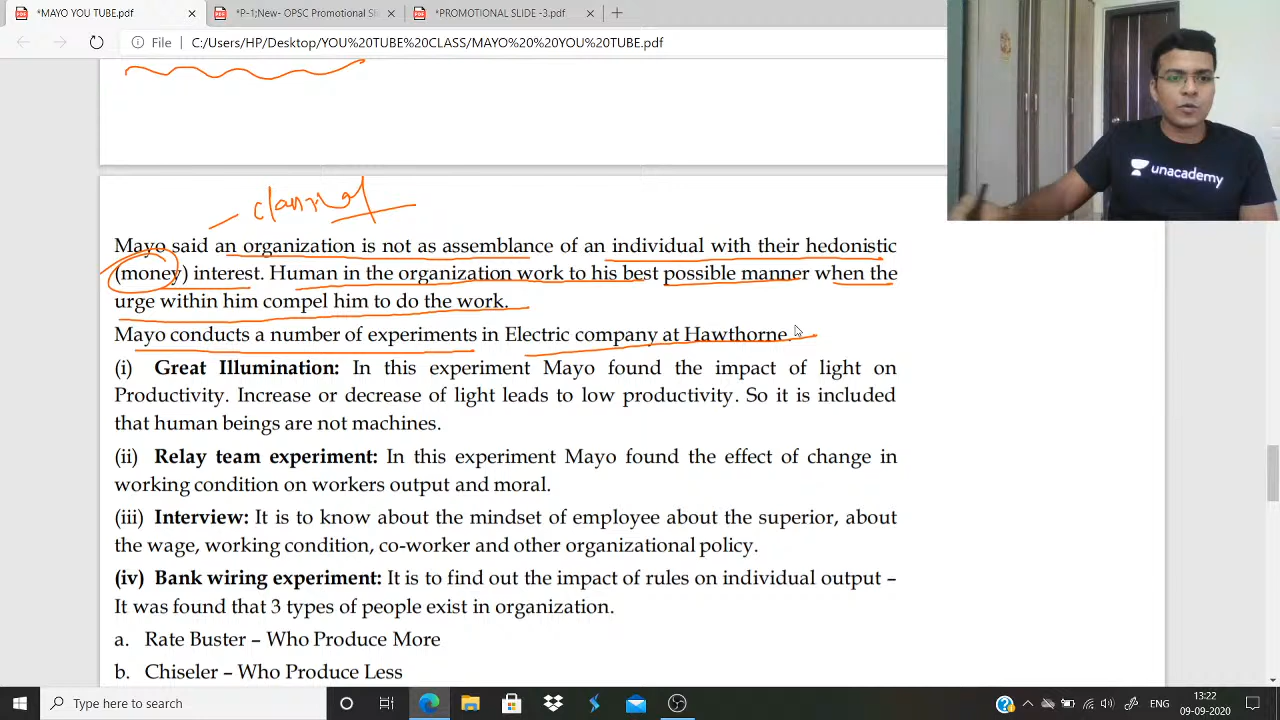 *MAYO YOU TUBE.pdf
*P-1;New- OPSC Promotional Sl
*PROMOTIONAL SLIDE -3.pdf
File C:/Users/HP/Desktop/YOU%20TUBE%20CLASS/MAYO%20%20YOU%20TUBE.pdf
unacademy
Mayo said an organization is not as assemblance of an individual with their hedonistic
(money) interest. Human in the organization work to his best possible manner when the
urge within him compel him to do the work.
Mayo conducts a number of experiments in Electric company at Hawthorne.
(i) Great Illumination: In this experiment Mayo found the impact of light on
Productivity. Increase or decrease of light leads to low productivity. So it is included
that human beings are not machines.
(ii) Relay team experiment: In this experiment Mayo found the effect of change in
working condition on workers output and moral.
(iii) Interview: It is to know about the mindset of employee about the superior, about
the wage, working condition, co-worker and other organizational policy.
(iv) Bank wiring experiment: It is to find out the impact of rules on individual output –
It was found that 3 types of people exist in organization.
a. Rate Buster – Who Produce More
b. Chiseler – Who Produce Less
Type here to search
ENG
13:22
09-09-2020